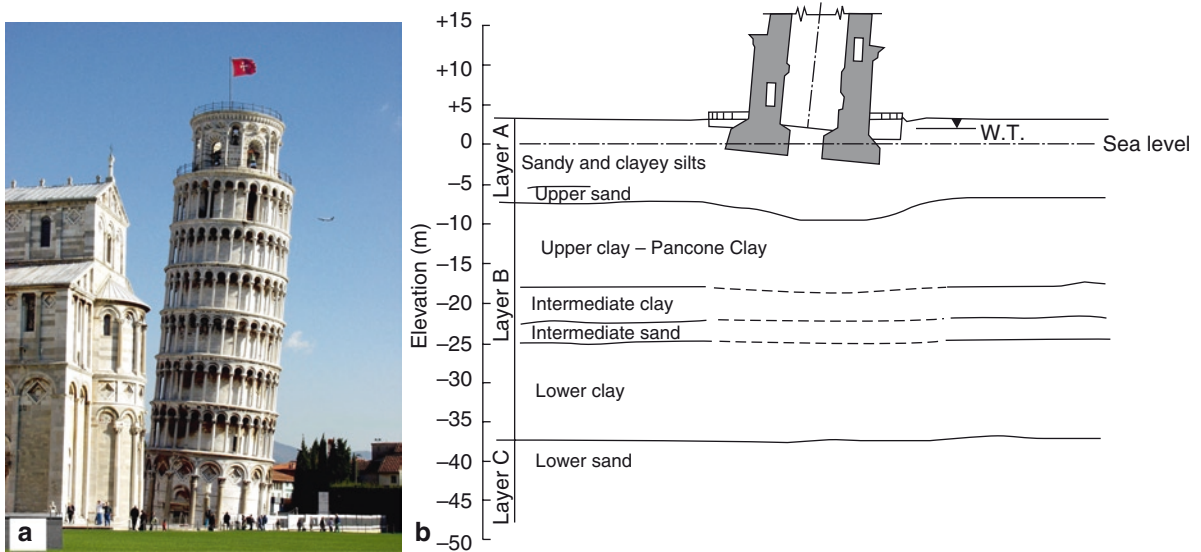 a
b
Elevation (m)
+15
+10
+5
0
–5
–10
–15
–20
–25
–30
–35
–40
–45
–50
Layer A
Layer B
Layer C
W.T.
Sea level
Sandy and clayey silts
Upper sand
Upper clay – Pancone Clay
Intermediate clay
Intermediate sand
Lower clay
Lower sand